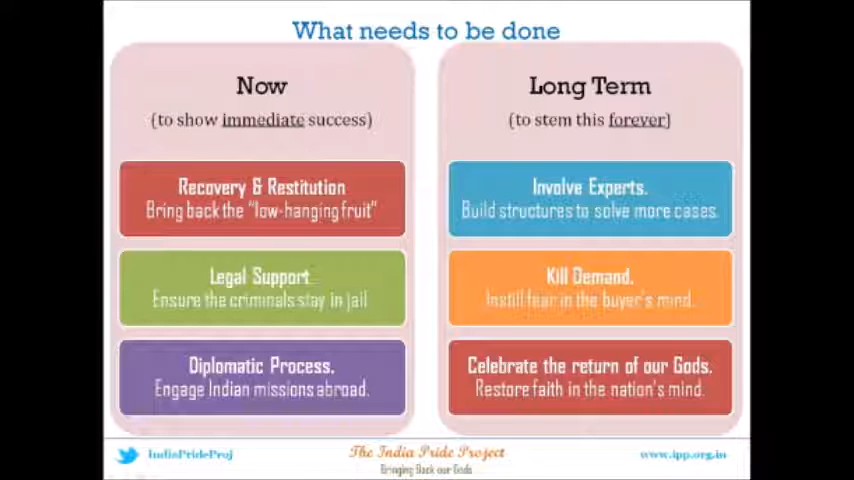 What needs to be done
Now
(to show immediate success)
Recovery & Restitution
Bring back the "low-hanging fruit"
Legal Support
Ensure the criminals stay in jail
Diplomatic Process.
Engage Indian missions abroad.
Long Term
(to stem this forever)
Involve Experts.
Build structures to solve more cases.
Kill Demand.
Instill fear in the buyer's mind.
Celebrate the return of our Gods.
Restore faith in the nation's mind.
IndiaPrideProj
The India Pride Project
Bringing Back our Gods
www.ipp.org.in